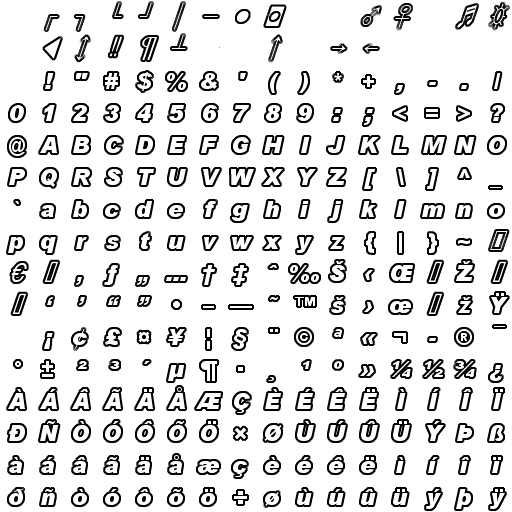 ┌ ┐ └ ┘ │ ─ ○ ◘ ♂ ♀ ♬ ☼
◄ ↕ ‼ ¶ ┴ ↑ → ←
! " # $ % & ' ( ) * + , - . /
0 1 2 3 4 5 6 7 8 9 : ; < = > ?
@ A B C D E F G H I J K L M N O
P Q R S T U V W X Y Z [ \ ] ^ _
` a b c d e f g h i j k l m n o
p q r s t u v w x y z { | } ~ ▯
€ ▯ ‚ ƒ „ … † ‡ ˆ ‰ Š ‹ Œ ▯ Ž ▯
▯ ‘ ’ “ ” • – — ˜ ™ š › œ ▯ ž Ÿ
¡ ¢ £ ¤ ¥ ¦ § ¨ © ª « ¬ - ® ¯
° ± ² ³ ´ µ ¶ · ¸ ¹ º » ¼ ½ ¾ ¿
À Á Â Ã Ä Å Æ Ç È É Ê Ë Ì Í Î Ï
Ð Ñ Ò Ó Ô Õ Ö × Ø Ù Ú Û Ü Ý Þ ß
à á â ã ä å æ ç è é ê ë ì í î ï
ð ñ ò ó ô õ ö ÷ ø ù ú û ü ý þ ÿ